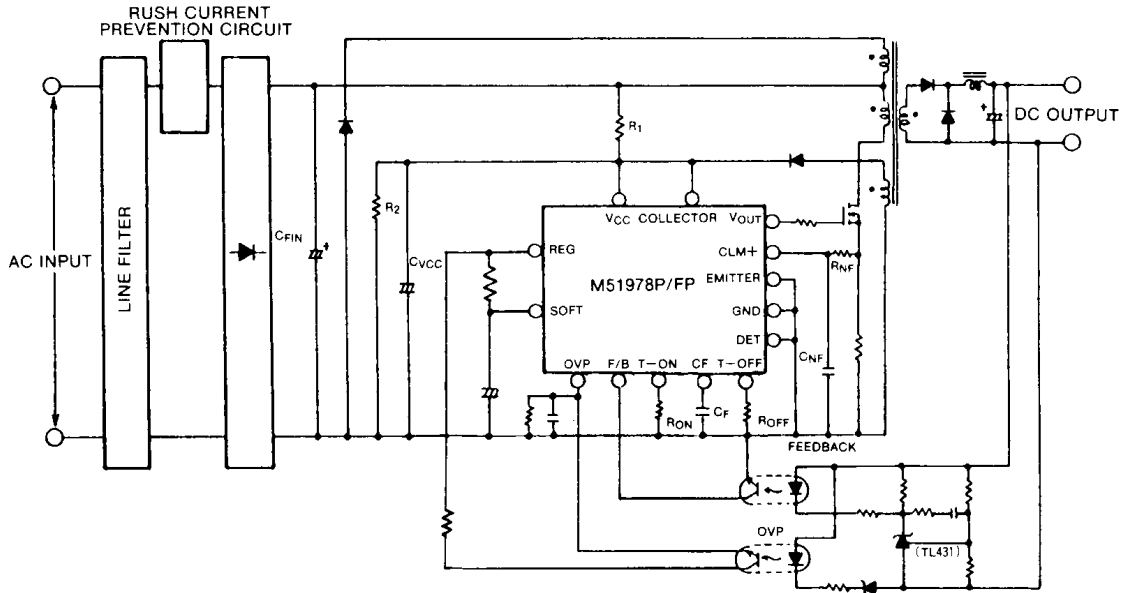 RUSH CURRENT
PREVENTION CIRCUIT
AC INPUT
LINE FILTER
CFIN
+
R2
CVCC
R1
VCC COLLECTOR VOUT
REG
CLM+
M51978P/FP
EMITTER
SOFT
GND
DET
OVP F/B T-ON CF T-OFF
RNF
CNF
RON
CF
ROFF
FEEDBACK
OVP
(TL431)
+
DC OUTPUT